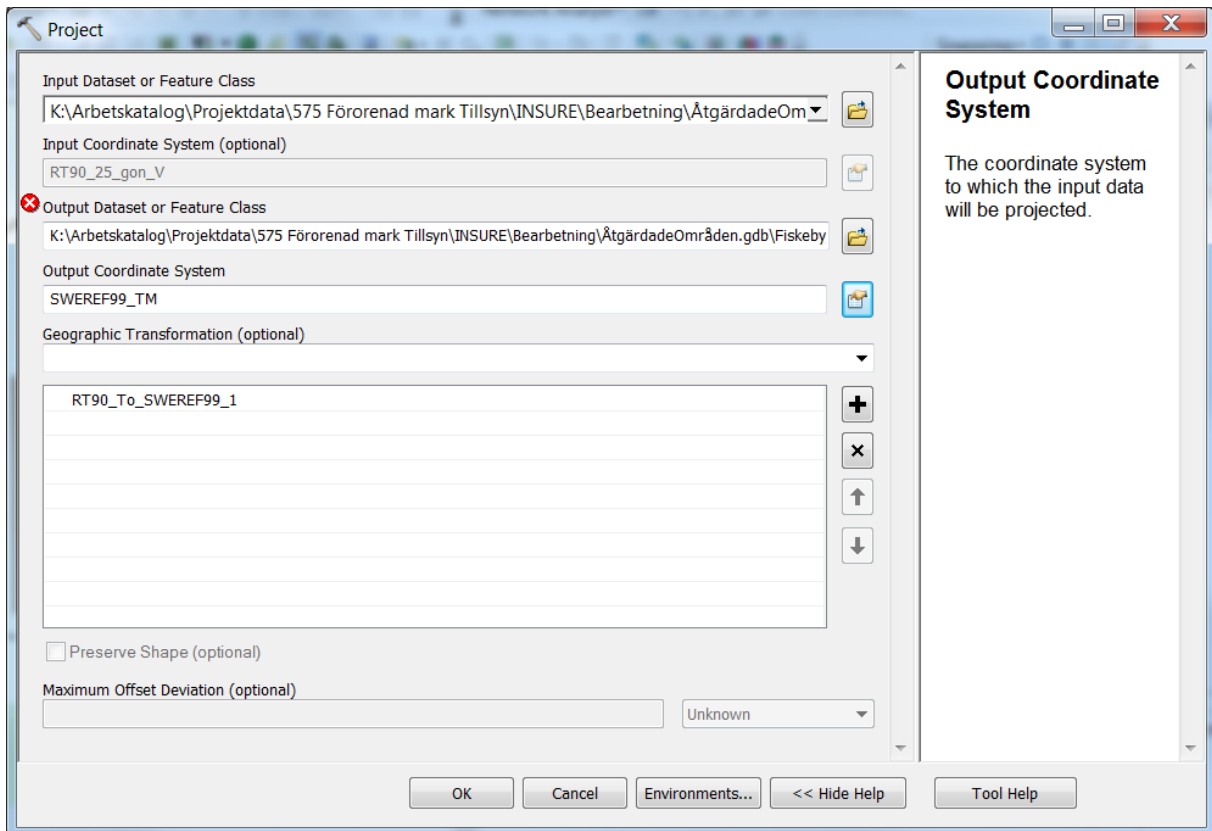 Project
Input Dataset or Feature Class
K:\Arbetskatalog\Projektdata\575 Förorenad mark Tillsyn\INSURE\Bearbetning\ÅtgärdadeOm
Input Coordinate System (optional)
RT90_25_gon_V
Output Dataset or Feature Class
K:\Arbetskatalog\Projektdata\575 Förorenad mark Tillsyn\INSURE\Bearbetning\ÅtgärdadeOmråden.gdb\Fiskeby
Output Coordinate System
SWEREF99_TM
Geographic Transformation (optional)
RT90_To_SWEREF99_1
Preserve Shape (optional)
Maximum Offset Deviation (optional)
Unknown
OK
Cancel
Environments...
<< Hide Help
Tool Help
Output Coordinate
System
The coordinate system
to which the input data
will be projected.